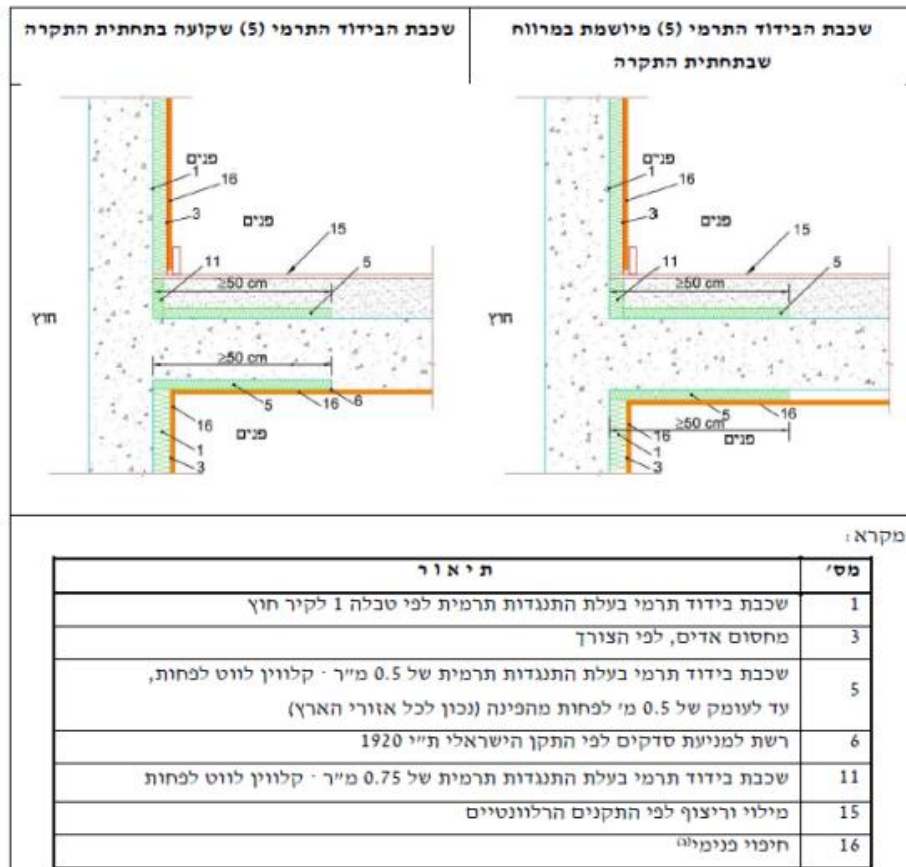 שכבת הבידוד התרמי (5) מיושמת במרווח
שבתחתית התקרה
שכבת הבידוד התרמי (5) שקועה בתחתית התקרה
פנים
1
16
3
פנים
15
11
5
≥50 cm
חוץ
5
16
16
≥50 cm
פנים
1
3
פנים
1
16
3
פנים
15
11
5
≥50 cm
חוץ
≥50 cm
5
16
6
16
פנים
1
3
מקרא:
מס' תיאור
1 שכבת בידוד תרמי בעלת התנגדות תרמית לפי טבלה 1 לקיר חוץ
3 מחסום אדים, לפי הצורך
5 שכבת בידוד תרמי בעלת התנגדות תרמית של 0.5 מ"ר · קלווין לווט לפחות,
עד לעומק של 0.5 מ' לפחות מהפינה (נכון לכל אזורי הארץ)
6 רשת למניעת סדקים לפי התקן הישראלי ת"י 1920
11 שכבת בידוד תרמי בעלת התנגדות תרמית של 0.75 מ"ר · קלווין לווט לפחות
15 מילוי וריצוף לפי התקנים הרלוונטיים
16 חיפוי פנימי